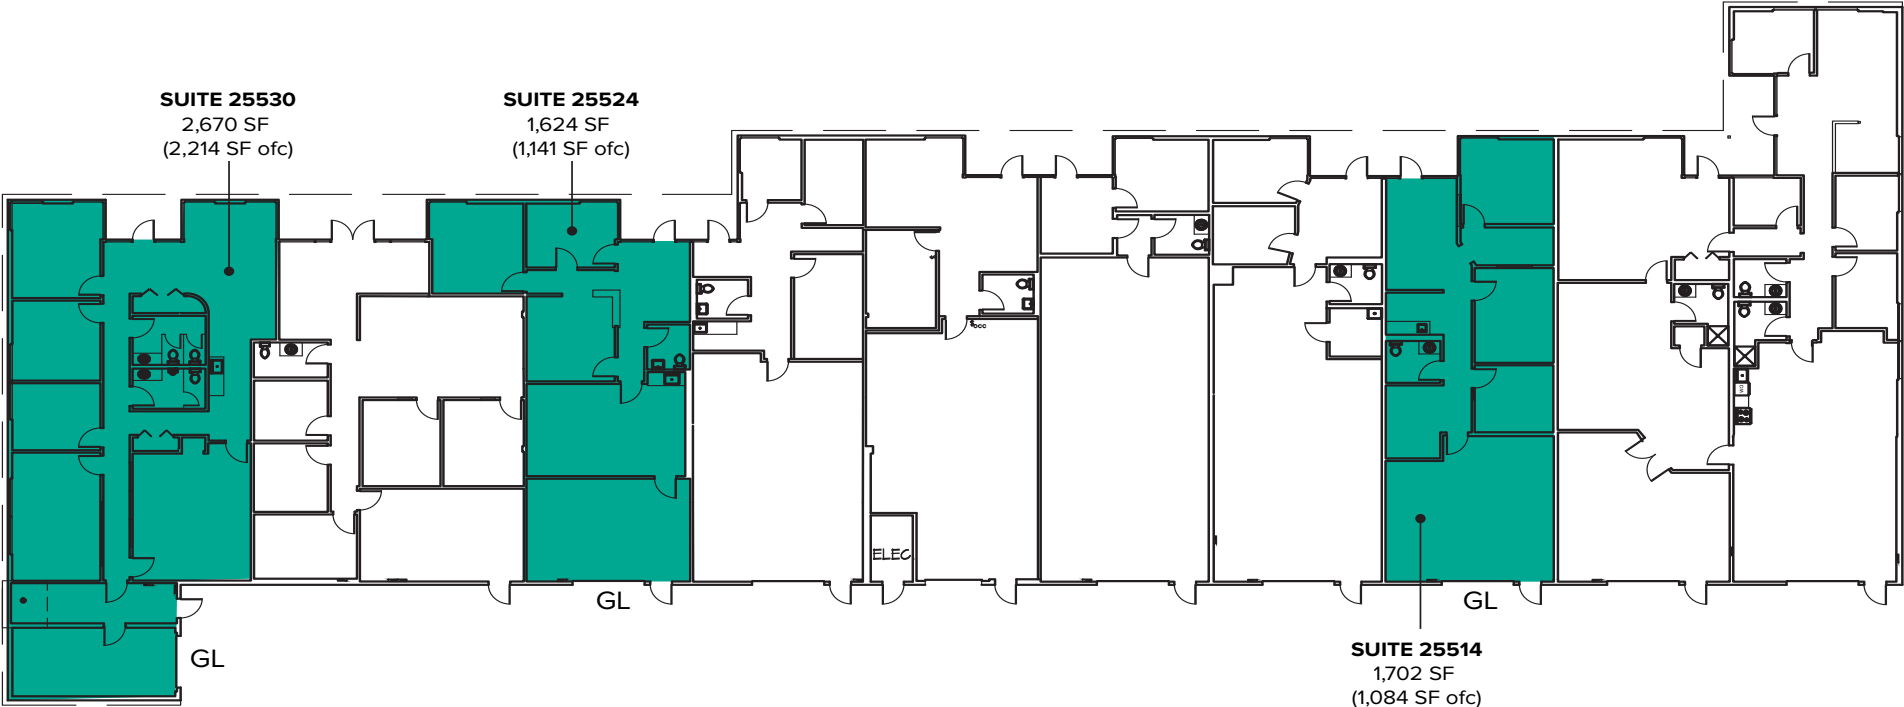 SUITE 25530
2,670 SF
(2,214 SF ofc)
SUITE 25524
1,624 SF
(1,141 SF ofc)
ELEC
GL
GL
GL
SUITE 25514
1,702 SF
(1,084 SF ofc)